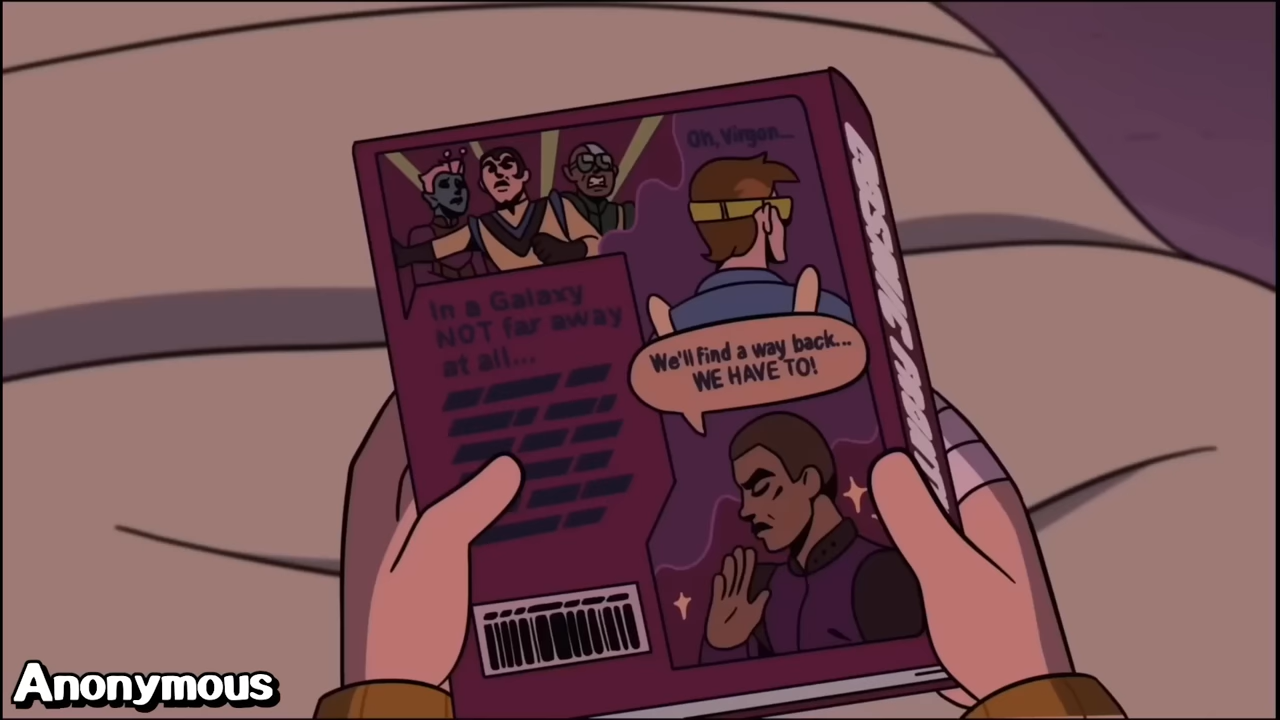 Oh, Virgon...
In a Galaxy
NOT far away
at all...
We'll find a way back...
WE HAVE TO!
Anonymous